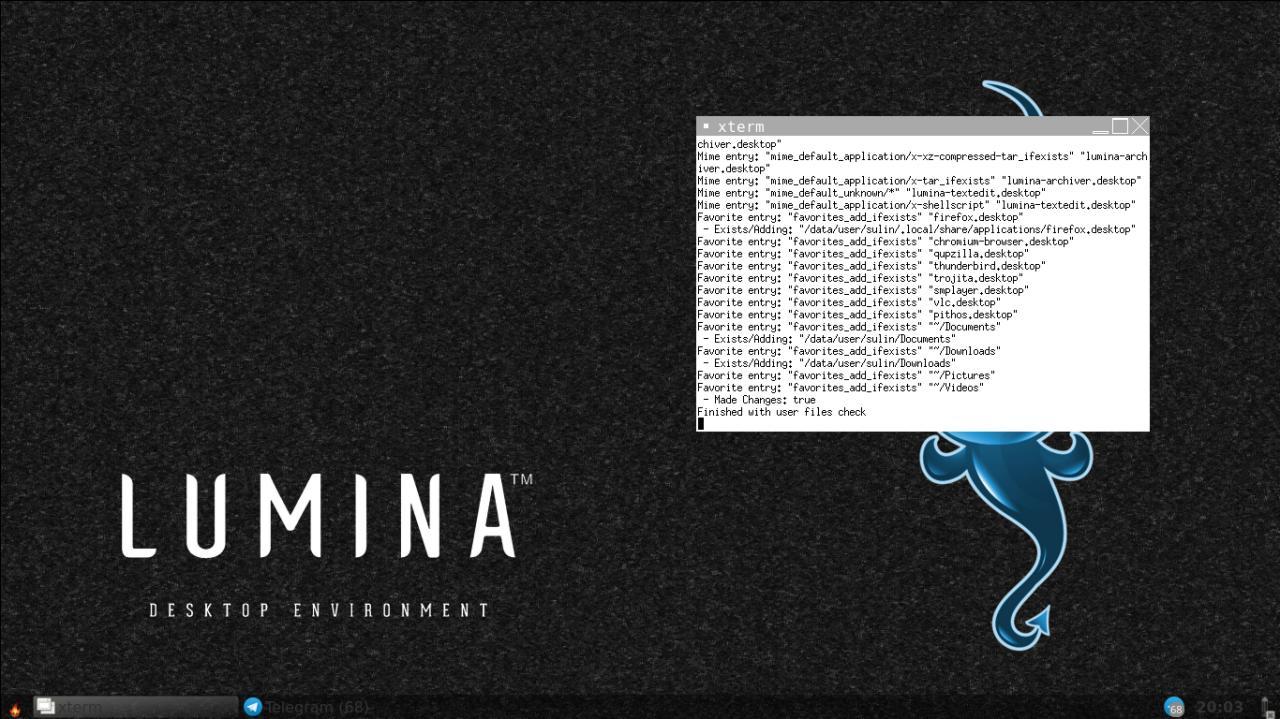 xterm
chiver.desktop"
Mime entry: "mime_default_application/x-xz-compressed-tar_ifexists" "lumina-arch
iver.desktop"
Mime entry: "mime_default_application/x-tar_ifexists" "lumina-archiver.desktop"
Mime entry: "mime_default_unknown/*" "lumina-textedit.desktop"
Mime entry: "mime_default_application/x-shellscript" "lumina-textedit.desktop"
Favorite entry: "favorites_add_ifexists" "firefox.desktop"
 - Exists/Adding: "/data/user/sulin/.local/share/applications/firefox.desktop"
Favorite entry: "favorites_add_ifexists" "chromium-browser.desktop"
Favorite entry: "favorites_add_ifexists" "qupzilla.desktop"
Favorite entry: "favorites_add_ifexists" "thunderbird.desktop"
Favorite entry: "favorites_add_ifexists" "trojita.desktop"
Favorite entry: "favorites_add_ifexists" "smplayer.desktop"
Favorite entry: "favorites_add_ifexists" "vlc.desktop"
Favorite entry: "favorites_add_ifexists" "pithos.desktop"
Favorite entry: "favorites_add_ifexists" "~/Documents"
 - Exists/Adding: "/data/user/sulin/Documents"
Favorite entry: "favorites_add_ifexists" "~/Downloads"
 - Exists/Adding: "/data/user/sulin/Downloads"
Favorite entry: "favorites_add_ifexists" "~/Pictures"
Favorite entry: "favorites_add_ifexists" "~/Videos"
 - Made Changes: true
Finished with user files check
LUMINA™
DESKTOP ENVIRONMENT
xterm
Telegram (68)
68
20:03